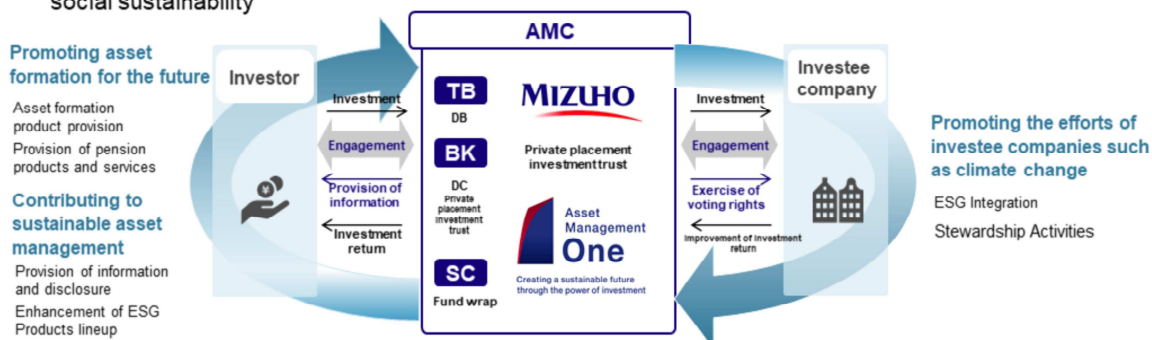 social sustainability
Promoting asset
formation for the future
Asset formation
product provision
Provision of pension
products and services
Contributing to
sustainable asset
management
Provision of information
and disclosure
Enhancement of ESG
Products lineup
Investor
Investment
Engagement
Provision of
information
Investment
return
AMC
TB
DB
BK
DC
Private
placement
investment
trust
SC
Fund wrap
MIZUHO
Private placement
investment trust
Asset
Management
One
Creating a sustainable future
through the power of investment
Investment
Engagement
Exercise of
voting rights
Improvement of investment
return
Investee
company
Promoting the efforts of
investee companies such
as climate change
ESG Integration
Stewardship Activities